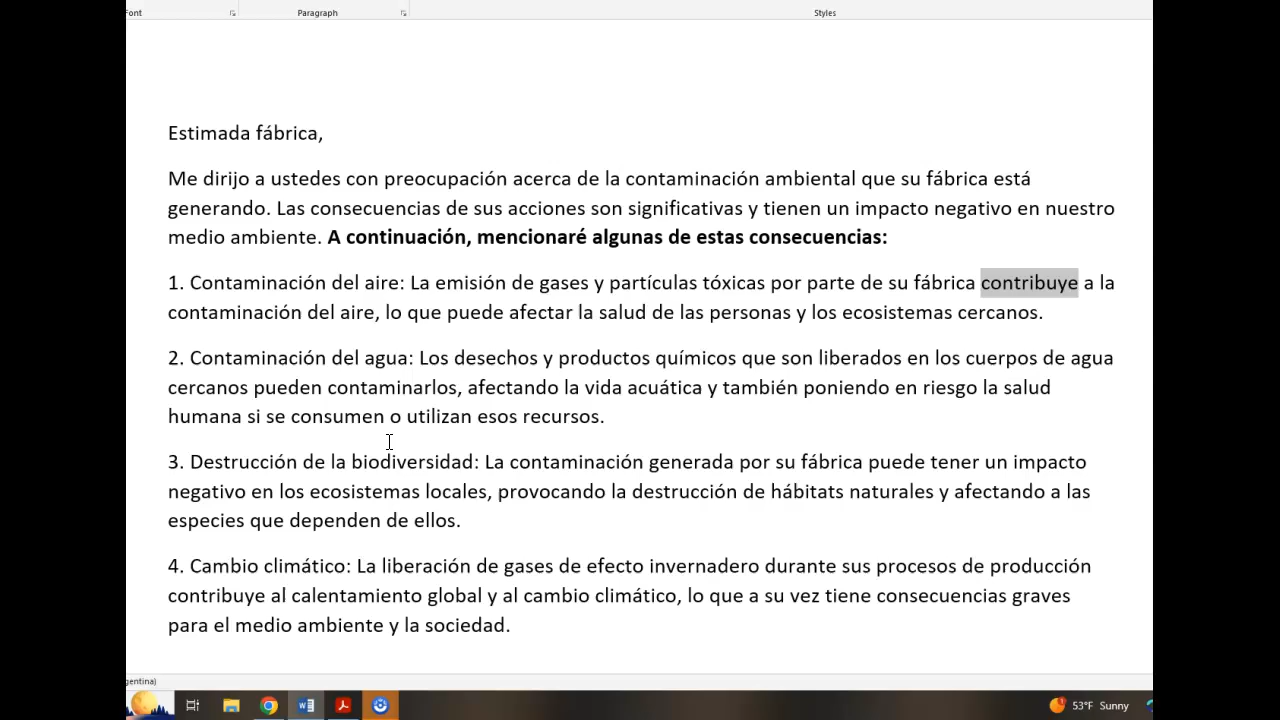 Font
Paragraph
Styles
Estimada fábrica,
Me dirijo a ustedes con preocupación acerca de la contaminación ambiental que su fábrica está
generando. Las consecuencias de sus acciones son significativas y tienen un impacto negativo en nuestro
medio ambiente. A continuación, mencionaré algunas de estas consecuencias:
1. Contaminación del aire: La emisión de gases y partículas tóxicas por parte de su fábrica contribuye a la
contaminación del aire, lo que puede afectar la salud de las personas y los ecosistemas cercanos.
2. Contaminación del agua: Los desechos y productos químicos que son liberados en los cuerpos de agua
cercanos pueden contaminarlos, afectando la vida acuática y también poniendo en riesgo la salud
humana si se consumen o utilizan esos recursos.
3. Destrucción de la biodiversidad: La contaminación generada por su fábrica puede tener un impacto
negativo en los ecosistemas locales, provocando la destrucción de hábitats naturales y afectando a las
especies que dependen de ellos.
4. Cambio climático: La liberación de gases de efecto invernadero durante sus procesos de producción
contribuye al calentamiento global y al cambio climático, lo que a su vez tiene consecuencias graves
para el medio ambiente y la sociedad.
gentina)
53°F Sunny